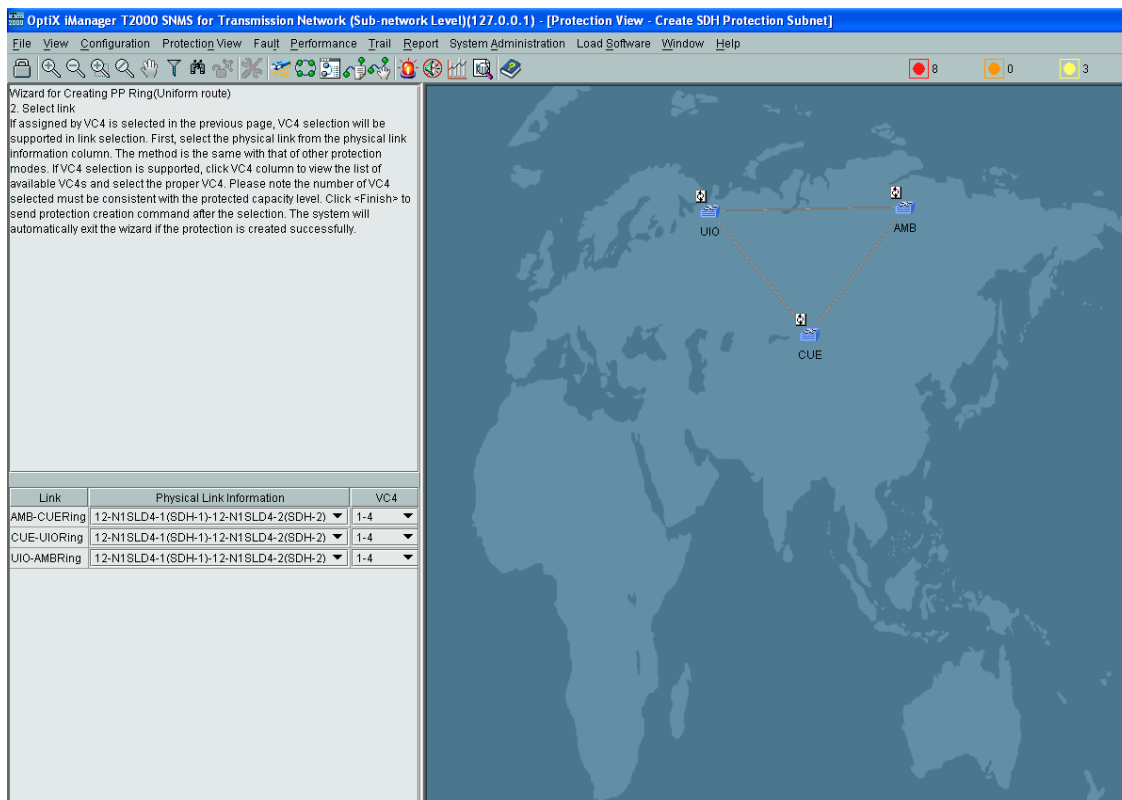 OptiX iManager T2000 SNMS for Transmission Network (Sub-network Level)(127.0.0.1) - [Protection View - Create SDH Protection Subnet]
File View Configuration Protection View Fault Performance Trail Report System Administration Load Software Window Help
8 0 3
Wizard for Creating PP Ring(Uniform route)
2. Select link
If assigned by VC4 is selected in the previous page, VC4 selection will be
supported in link selection. First, select the physical link from the physical link
information column. The method is the same with that of other protection
modes. If VC4 selection is supported, click VC4 column to view the list of
available VC4s and select the proper VC4. Please note the number of VC4
selected must be consistent with the protected capacity level. Click <Finish> to
send protection creation command after the selection. The system will
automatically exit the wizard if the protection is created successfully.
Link Physical Link Information VC4
AMB-CUERing 12-N1SLD4-1(SDH-1)-12-N1SLD4-2(SDH-2) 1-4
CUE-UIORing 12-N1SLD4-1(SDH-1)-12-N1SLD4-2(SDH-2) 1-4
UIO-AMBRing 12-N1SLD4-1(SDH-1)-12-N1SLD4-2(SDH-2) 1-4
UIO
AMB
CUE